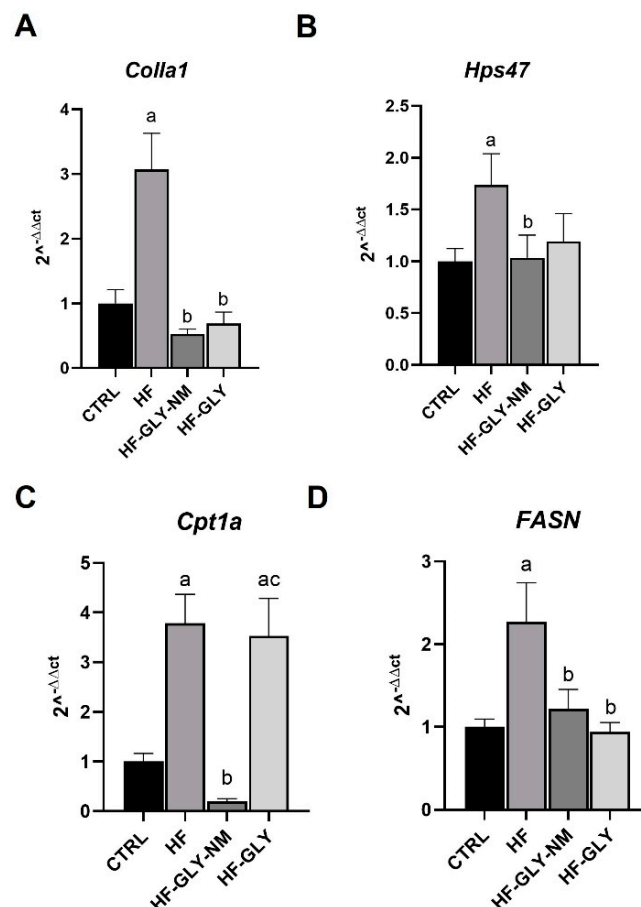 A
Colla1
2^-ΔΔct
4
3
2
1
0
a
b
b
CTRL
HF
HF-GLY-NM
HF-GLY
B
Hps47
2^-ΔΔct
2.5
2.0
1.5
1.0
0.5
0.0
a
b
CTRL
HF
HF-GLY-NM
HF-GLY
C
Cpt1a
2^-ΔΔct
5
4
3
2
1
0
a
b
ac
CTRL
HF
HF-GLY-NM
HF-GLY
D
FASN
2^-ΔΔct
3
2
1
0
a
b
b
CTRL
HF
HF-GLY-NM
HF-GLY